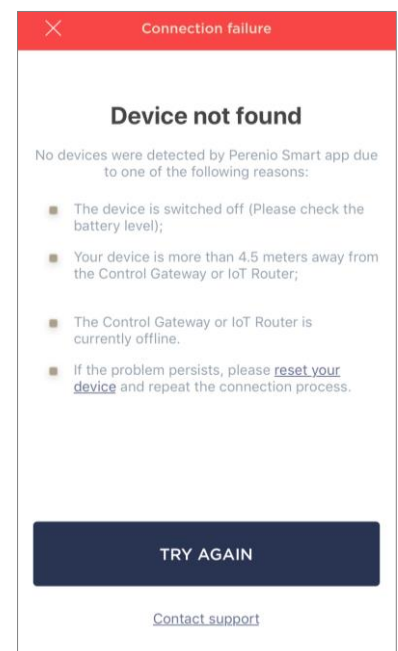 Connection failure
Device not found
No devices were detected by Perenio Smart app due
to one of the following reasons:
The device is switched off (Please check the
battery level);
Your device is more than 4.5 meters away from
the Control Gateway or IoT Router;
The Control Gateway or IoT Router is
currently offline.
If the problem persists, please reset your
device and repeat the connection process.
TRY AGAIN
Contact support